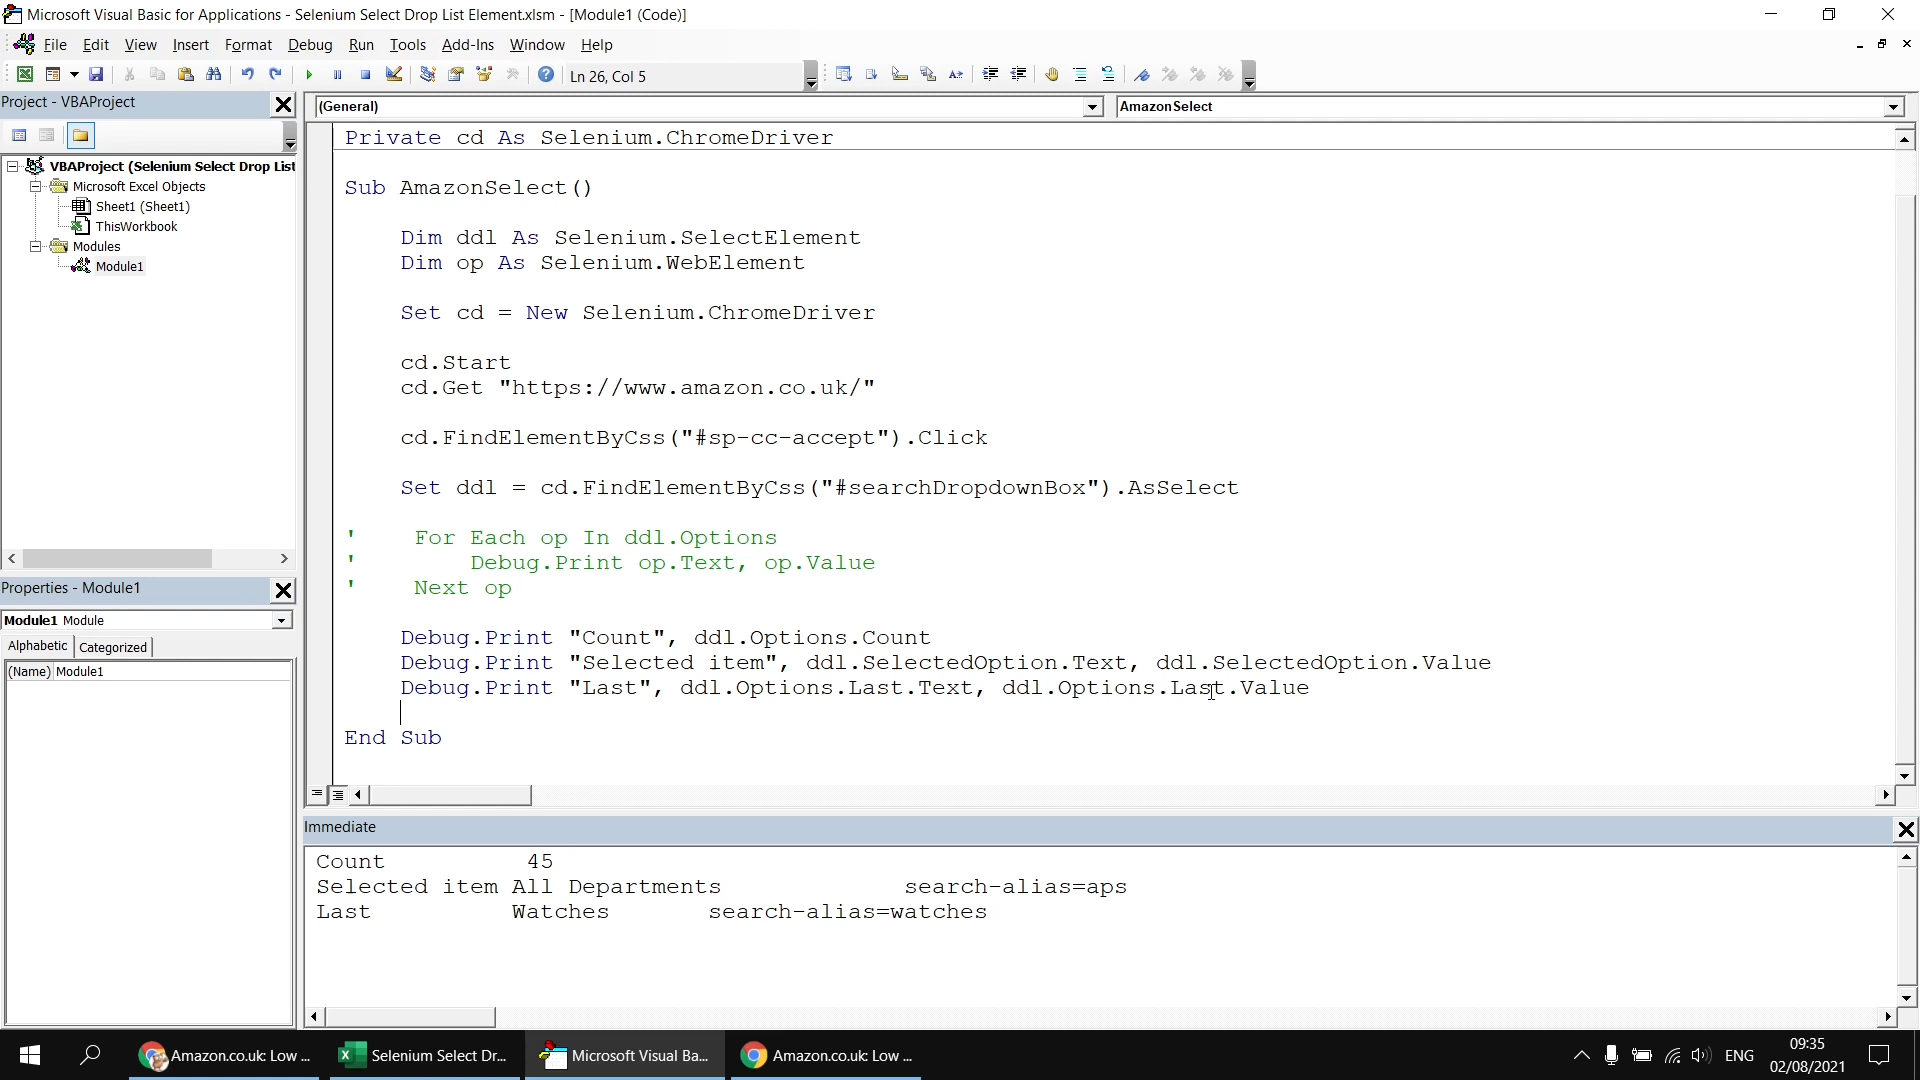 Microsoft Visual Basic for Applications - Selenium Select Drop List Element.xlsm - [Module1 (Code)]
File Edit View Insert Format Debug Run Tools Add-Ins Window Help
Ln 26, Col 5
Project - VBAProject
(General)
AmazonSelect
VBAProject (Selenium Select Drop List
Microsoft Excel Objects
Sheet1 (Sheet1)
ThisWorkbook
Modules
Module1
Properties - Module1
Module1 Module
Alphabetic Categorized
(Name) Module1
Private cd As Selenium.ChromeDriver
Sub AmazonSelect()
Dim ddl As Selenium.SelectElement
Dim op As Selenium.WebElement
Set cd = New Selenium.ChromeDriver
cd.Start
cd.Get "https://www.amazon.co.uk/"
cd.FindElementByCss("#sp-cc-accept").Click
Set ddl = cd.FindElementByCss("#searchDropdownBox").AsSelect
'    For Each op In ddl.Options
'        Debug.Print op.Text, op.Value
'    Next op
Debug.Print "Count", ddl.Options.Count
Debug.Print "Selected item", ddl.SelectedOption.Text, ddl.SelectedOption.Value
Debug.Print "Last", ddl.Options.Last.Text, ddl.Options.Last.Value
End Sub
Immediate
Count 45
Selected item All Departments search-alias=aps
Last Watches search-alias=watches
Amazon.co.uk: Low ...
Selenium Select Dr...
Microsoft Visual Ba...
Amazon.co.uk: Low ...
ENG
09:35
02/08/2021